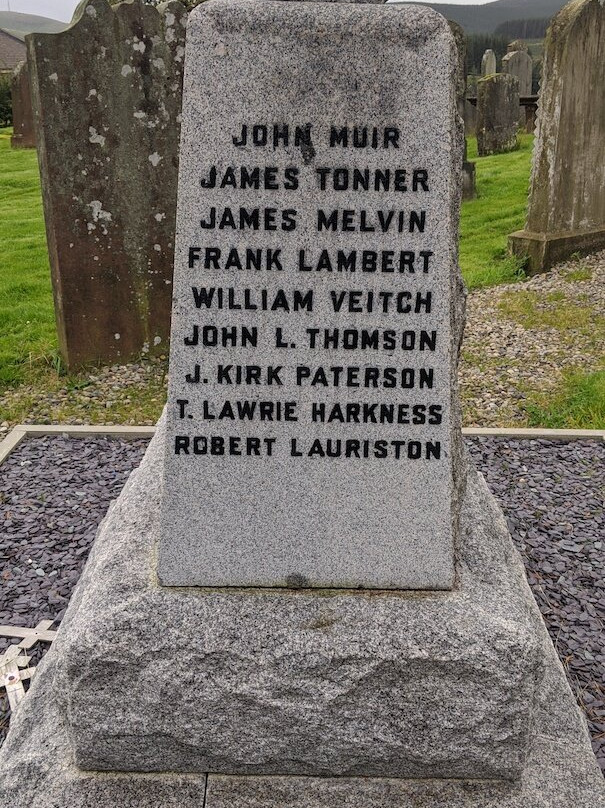 JOHN MUIR
JAMES TONNER
JAMES MELVIN
FRANK LAMBERT
WILLIAM VEITCH
JOHN L. THOMSON
J. KIRK PATERSON
T. LAWRIE HARKNESS
ROBERT LAURISTON